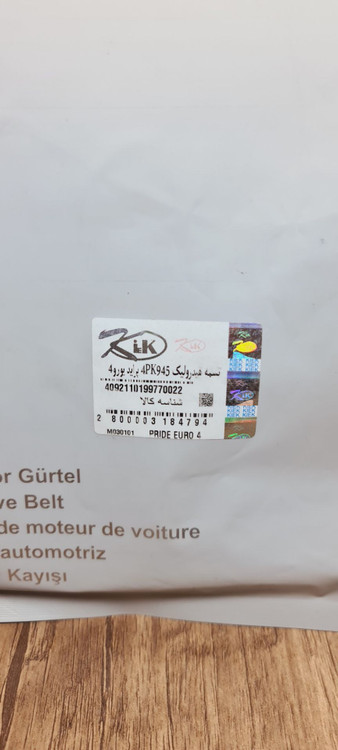 KLK KLK
تسمه هیدرولیک 4PK945 پراید یورو4
4092110199770022
شناسه کالا
2 800003 184794
M030101 PRIDE EURO 4
or Gürtel
ve Belt
de moteur de voiture
automotriz
Kayışı